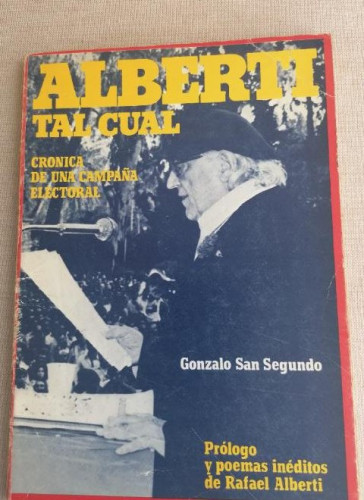 ALBERTI
TAL CUAL
CRONICA
DE UNA CAMPAÑA
ELECTORAL
Gonzalo San Segundo
Prólogo
y poemas inéditos
de Rafael Alberti